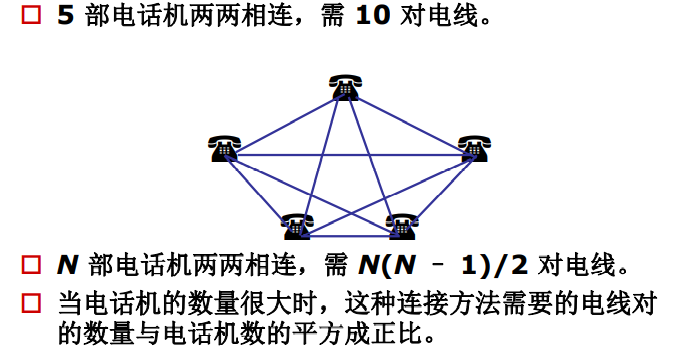 5 部电话机两两相连，需 10 对电线。
N 部电话机两两相连，需 N(N – 1)/2 对电线。
当电话机的数量很大时，这种连接方法需要的电线对
的数量与电话机数的平方成正比。